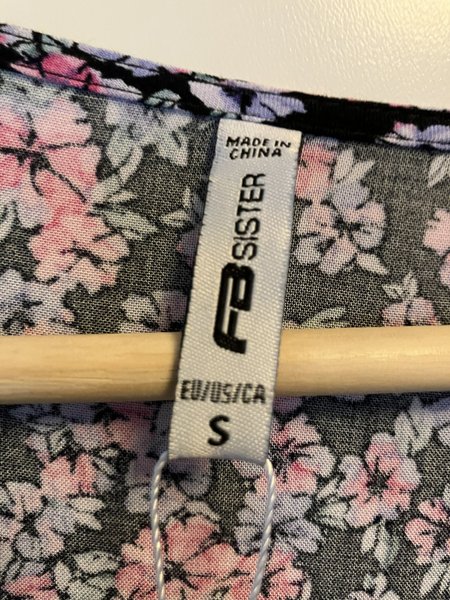 MADE IN
CHINA
FB SISTER
EU/US/CA
S